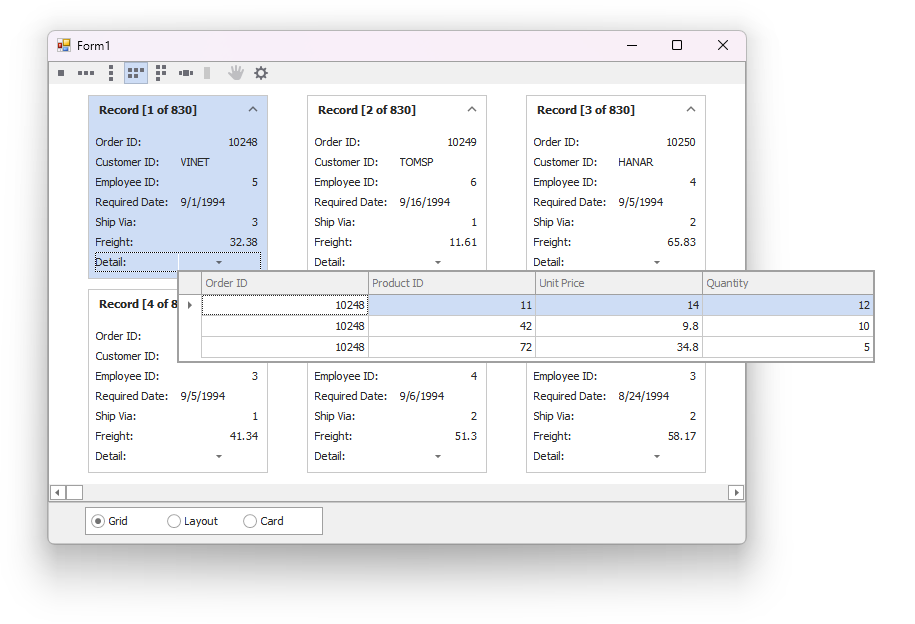 Form1
Record [1 of 830]
Order ID: 10248
Customer ID: VINET
Employee ID: 5
Required Date: 9/1/1994
Ship Via: 3
Freight: 32.38
Detail:
Record [2 of 830]
Order ID: 10249
Customer ID: TOMSP
Employee ID: 6
Required Date: 9/16/1994
Ship Via: 1
Freight: 11.61
Detail:
Record [3 of 830]
Order ID: 10250
Customer ID: HANAR
Employee ID: 4
Required Date: 9/5/1994
Ship Via: 2
Freight: 65.83
Detail:
Order ID Product ID Unit Price Quantity
10248 11 14 12
10248 42 9.8 10
10248 72 34.8 5
Record [4 of 8
Order ID:
Customer ID:
Employee ID: 3
Required Date: 9/5/1994
Ship Via: 1
Freight: 41.34
Detail:
Employee ID: 4
Required Date: 9/6/1994
Ship Via: 2
Freight: 51.3
Detail:
Employee ID: 3
Required Date: 8/24/1994
Ship Via: 2
Freight: 58.17
Detail:
Grid Layout Card